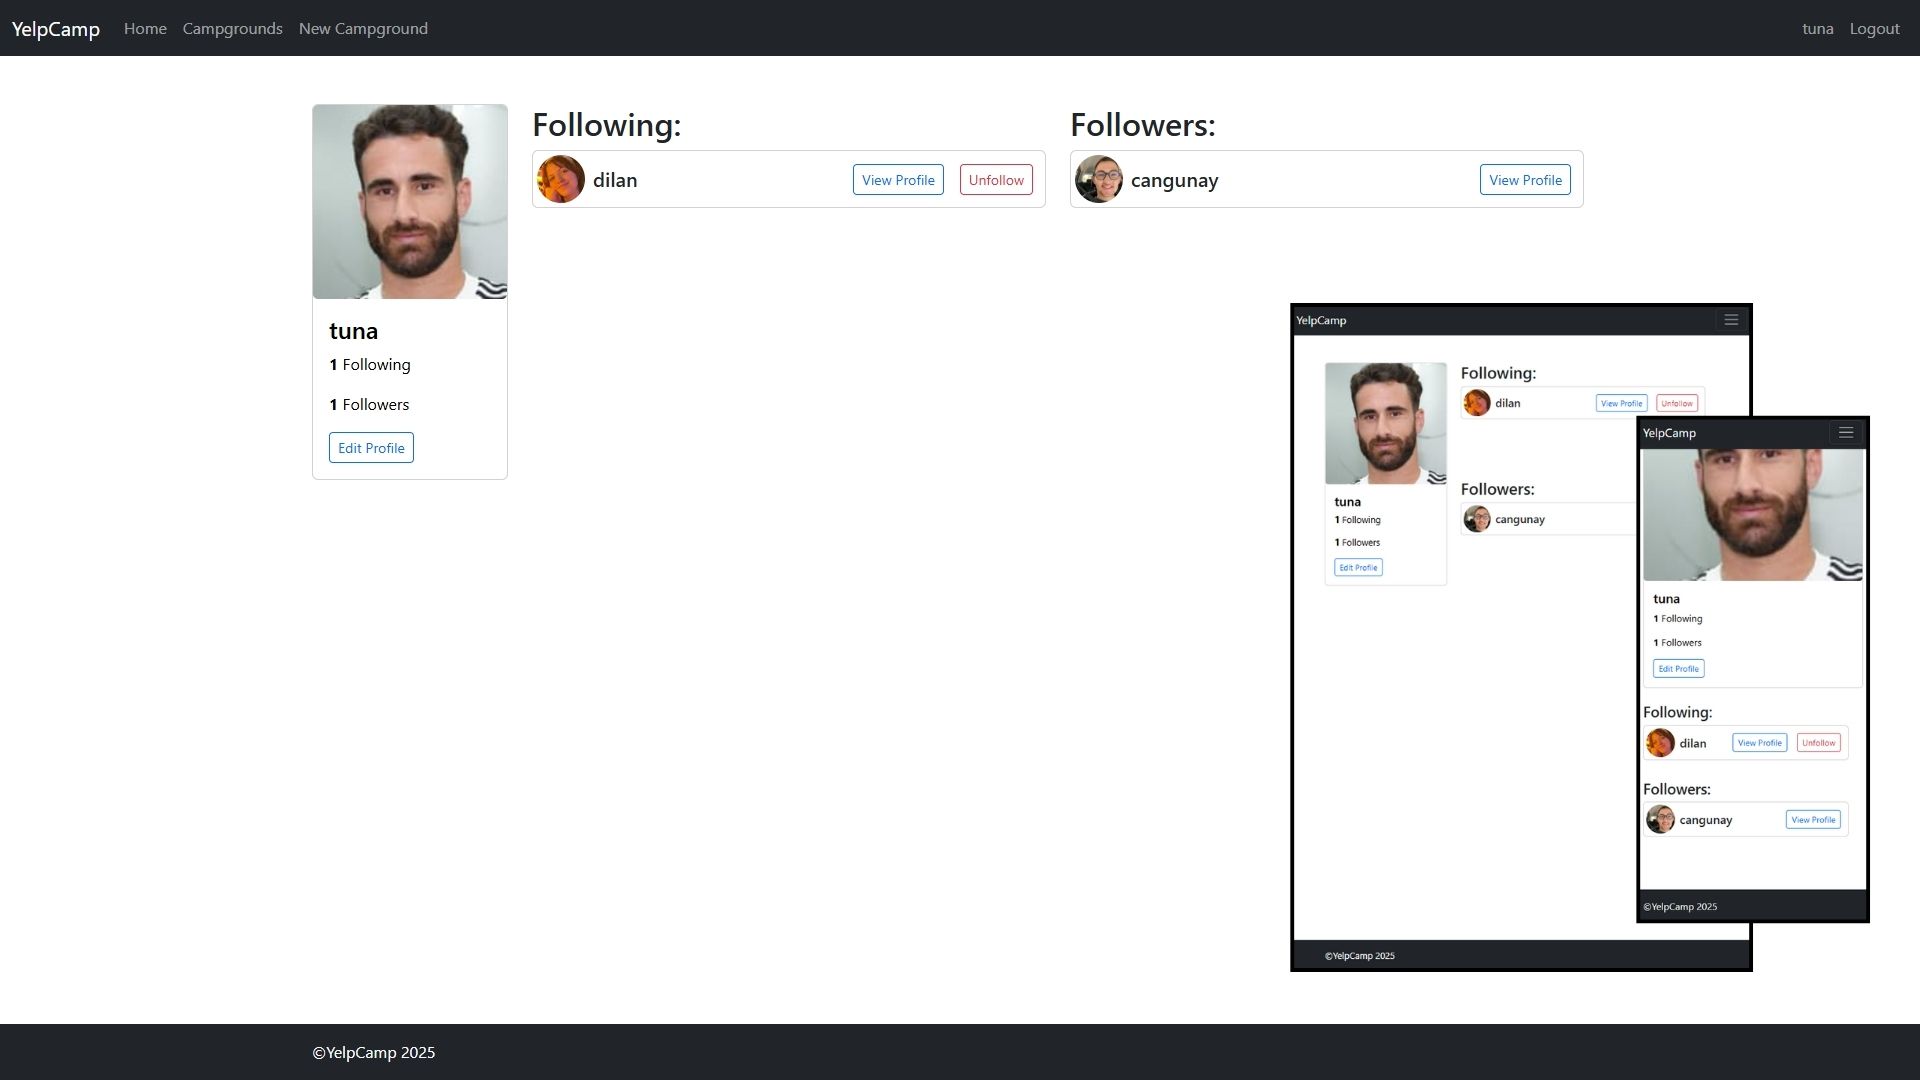 YelpCamp Home Campgrounds New Campground tuna Logout
Following:
dilan View Profile Unfollow
Followers:
cangunay View Profile
tuna
1 Following
1 Followers
Edit Profile
YelpCamp
Following:
dilan View Profile Unfollow
Followers:
cangunay
tuna
1 Following
1 Followers
Edit Profile
©YelpCamp 2025
YelpCamp
tuna
1 Following
1 Followers
Edit Profile
Following:
dilan View Profile Unfollow
Followers:
cangunay View Profile
©YelpCamp 2025
©YelpCamp 2025